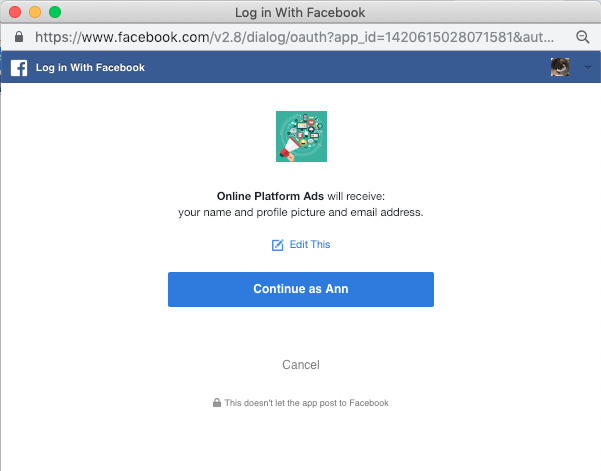 Log in With Facebook
https://www.facebook.com/v2.8/dialog/oauth?app_id=1420615028071581&aut...
Log in With Facebook
Online Platform Ads will receive:
your name and profile picture and email address.
Edit This
Continue as Ann
Cancel
This doesn't let the app post to Facebook